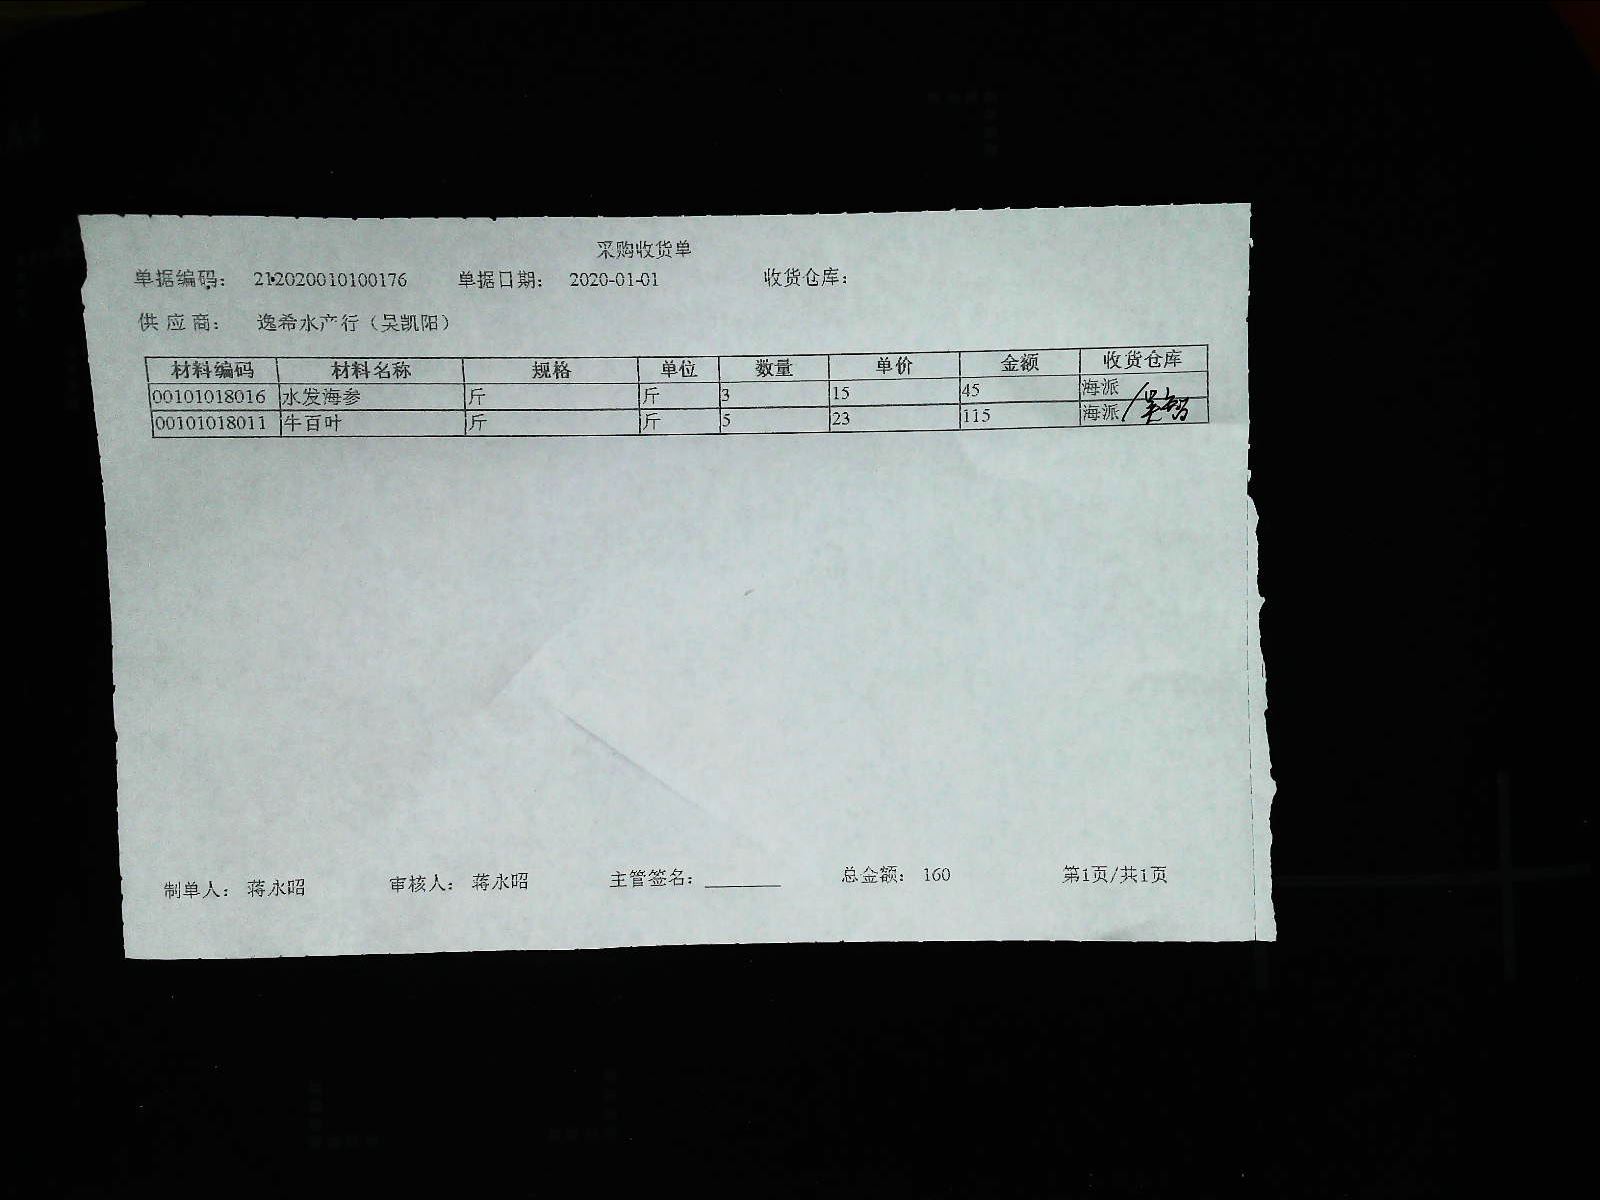 采购收货单
单据编码： 212020010100176 单据日期： 2020-01-01 收货仓库：
供 应 商： 逸希水产行（吴凯阳）
材料编码 材料名称 规格 单位 数量 单价 金额 收货仓库
00101018016 水发海参 斤 斤 3 15 45 海派
00101018011 牛百叶 斤 斤 5 23 115 海派
制单人： 蒋永昭 审核人： 蒋永昭 主管签名：________ 总金额： 160 第1页/共1页